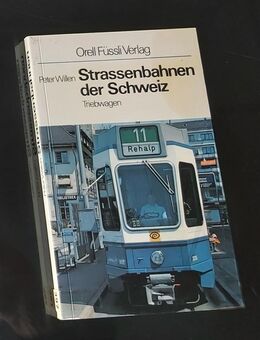 Orell Füssli Verlag
Peter Willen Strassenbahnen
der Schweiz
Triebwagen
11
Rehalp